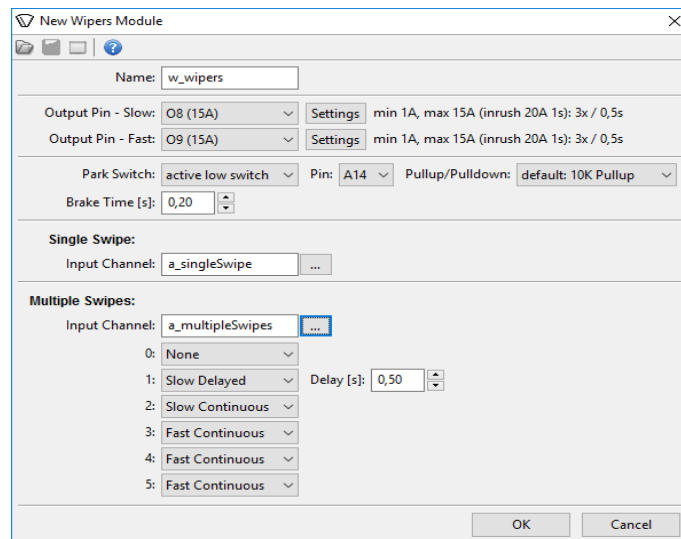 New Wipers Module
Name: w_wipers
Output Pin - Slow: O8 (15A) Settings min 1A, max 15A (inrush 20A 1s): 3x / 0,5s
Output Pin - Fast: O9 (15A) Settings min 1A, max 15A (inrush 20A 1s): 3x / 0,5s
Park Switch: active low switch Pin: A14 Pullup/Pulldown: default: 10K Pullup
Brake Time [s]: 0,20
Single Swipe:
Input Channel: a_singleSwipe ...
Multiple Swipes:
Input Channel: a_multipleSwipes ...
0: None
1: Slow Delayed Delay [s]: 0,50
2: Slow Continuous
3: Fast Continuous
4: Fast Continuous
5: Fast Continuous
OK Cancel